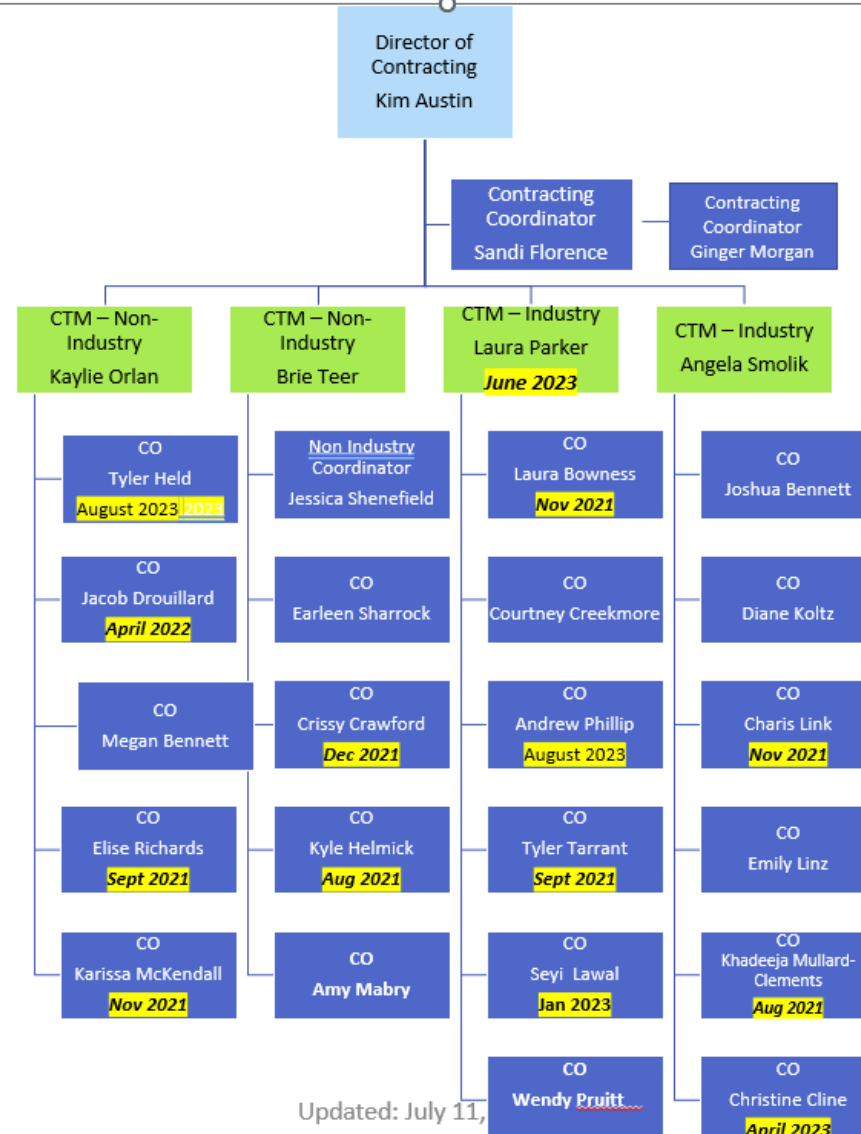 Director of
Contracting
Kim Austin
Contracting
Coordinator
Sandi Florence
Contracting
Coordinator
Ginger Morgan
CTM – Non-
Industry
Kaylie Orlan
CTM – Non-
Industry
Brie Teer
CTM – Industry
Laura Parker
June 2023
CTM – Industry
Angela Smolik
CO
Tyler Held
August 2023 2023
Non Industry
Coordinator
Jessica Shenefield
CO
Laura Bowness
Nov 2021
CO
Joshua Bennett
CO
Jacob Drouillard
April 2022
CO
Earleen Sharrock
CO
Courtney Creekmore
CO
Diane Koltz
CO
Megan Bennett
CO
Crissy Crawford
Dec 2021
CO
Andrew Phillip
August 2023
CO
Charis Link
Nov 2021
CO
Elise Richards
Sept 2021
CO
Kyle Helmick
Aug 2021
CO
Tyler Tarrant
Sept 2021
CO
Emily Linz
CO
Karissa McKendall
Nov 2021
CO
Amy Mabry
CO
Seyi Lawal
Jan 2023
CO
Khadeeja Mullard-
Clements
Aug 2021
CO
Wendy Pruitt
CO
Christine Cline
April 2023
Updated: July 11,